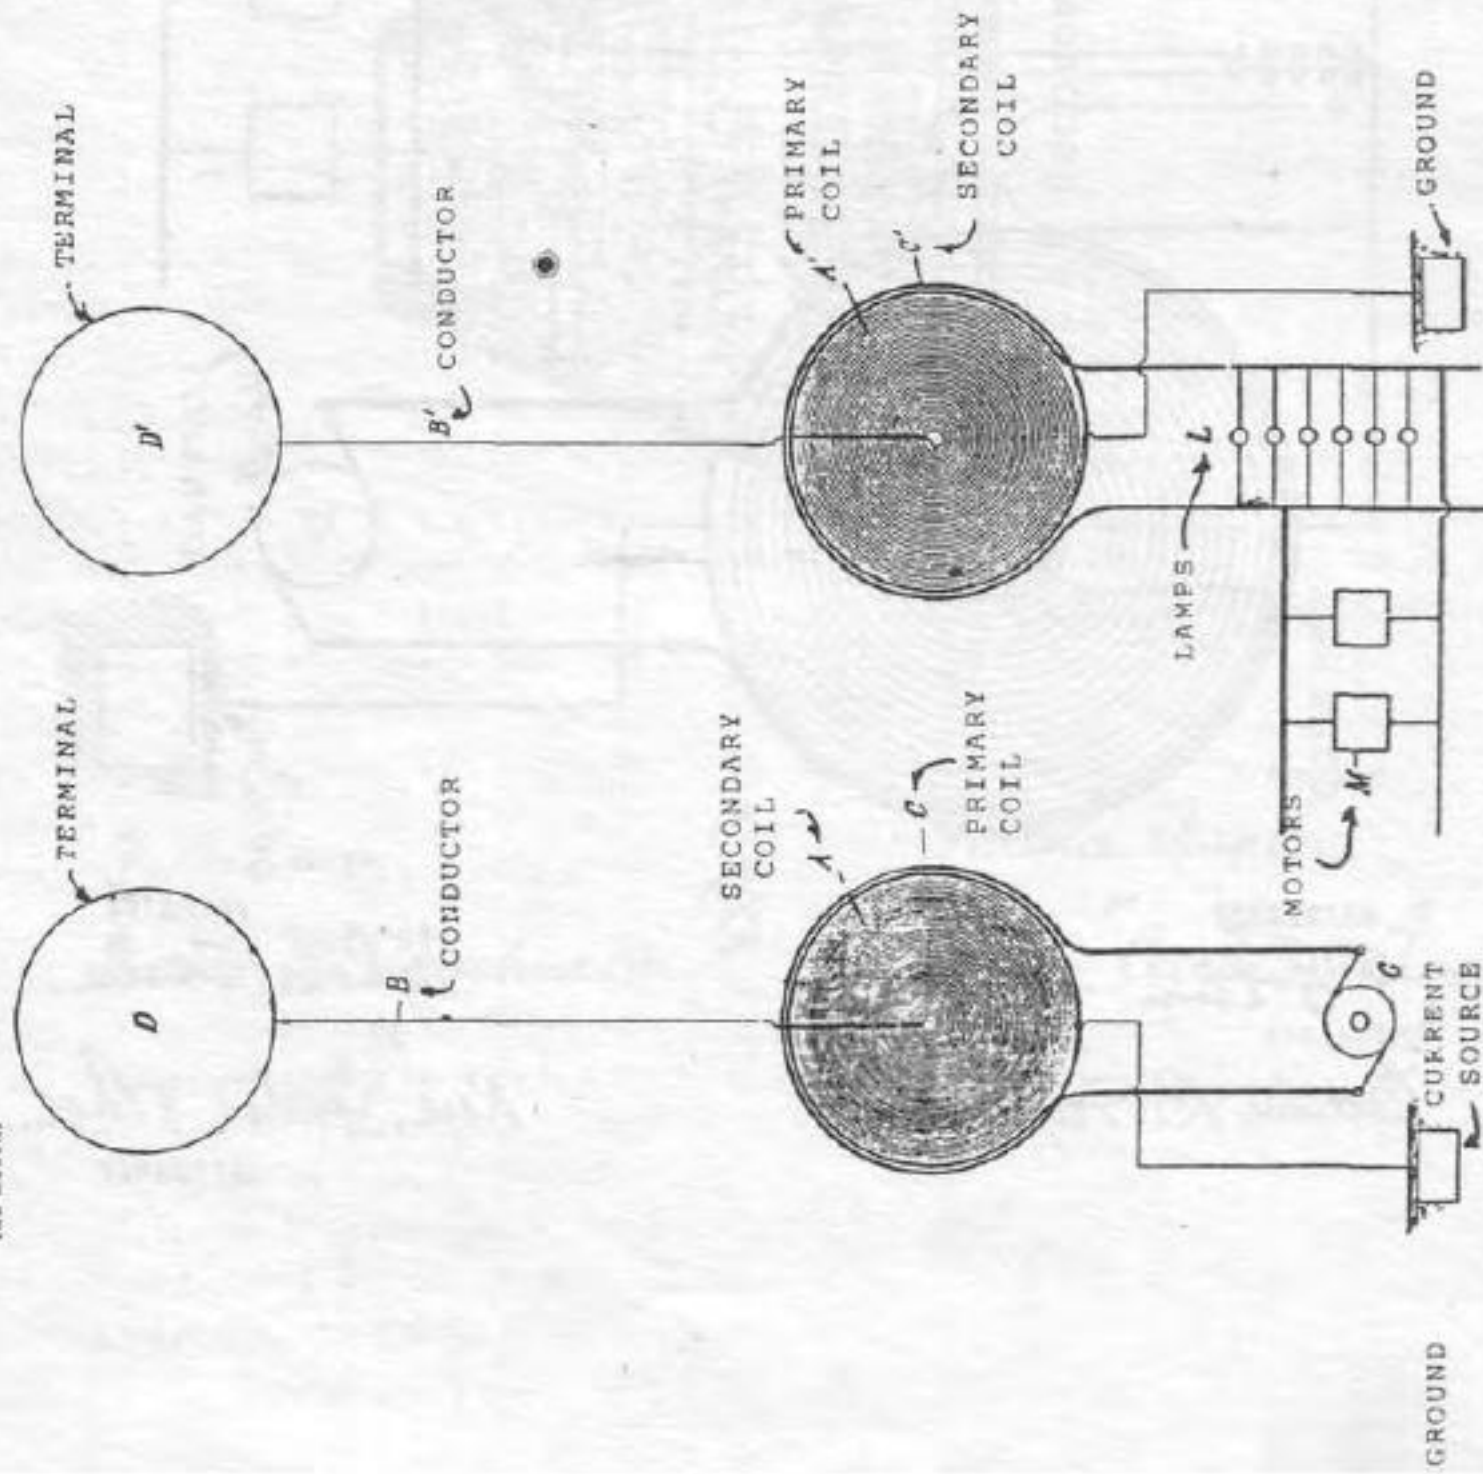 TERMINAL
D
B
CONDUCTOR
SECONDARY
COIL
A
C
PRIMARY
COIL
G
CURRENT
SOURCE
GROUND
TERMINAL
D'
B'
CONDUCTOR
PRIMARY
COIL
A'
C'
SECONDARY
COIL
LAMPS
L
MOTORS
M
GROUND